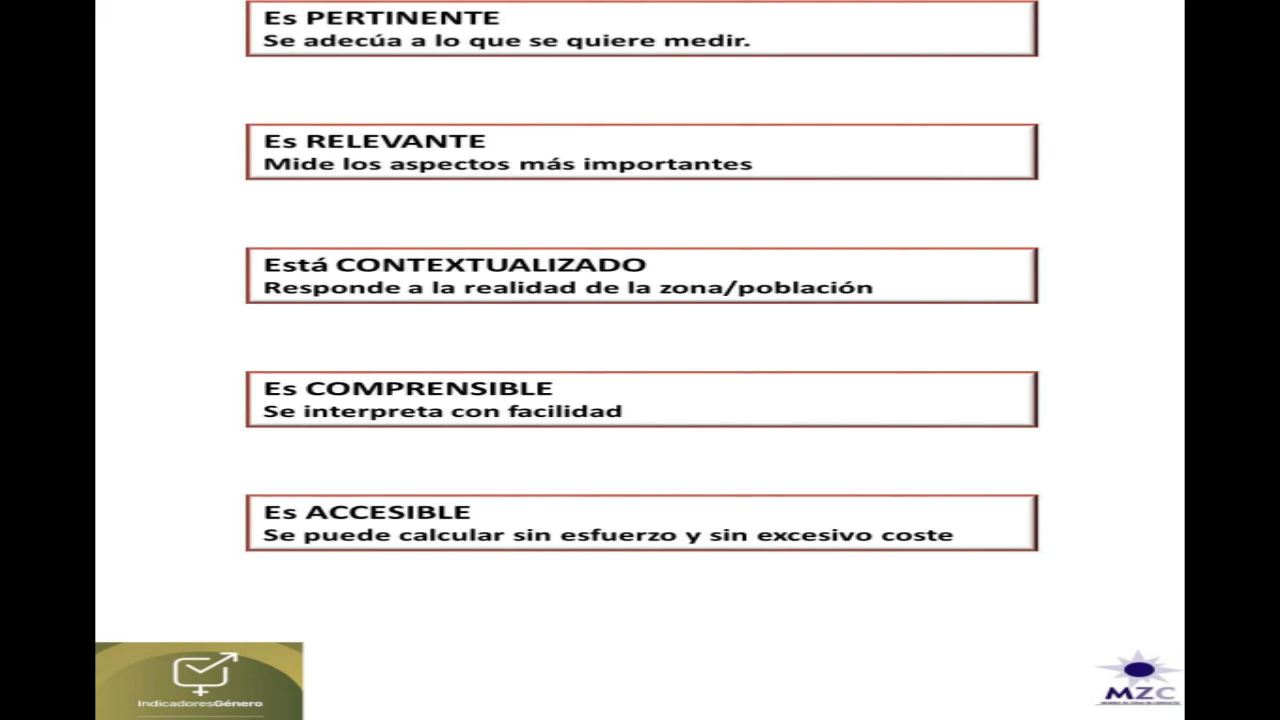 Es PERTINENTE
Se adecúa a lo que se quiere medir.
Es RELEVANTE
Mide los aspectos más importantes
Está CONTEXTUALIZADO
Responde a la realidad de la zona/población
Es COMPRENSIBLE
Se interpreta con facilidad
Es ACCESIBLE
Se puede calcular sin esfuerzo y sin excesivo coste
IndicadoresGénero
MZC